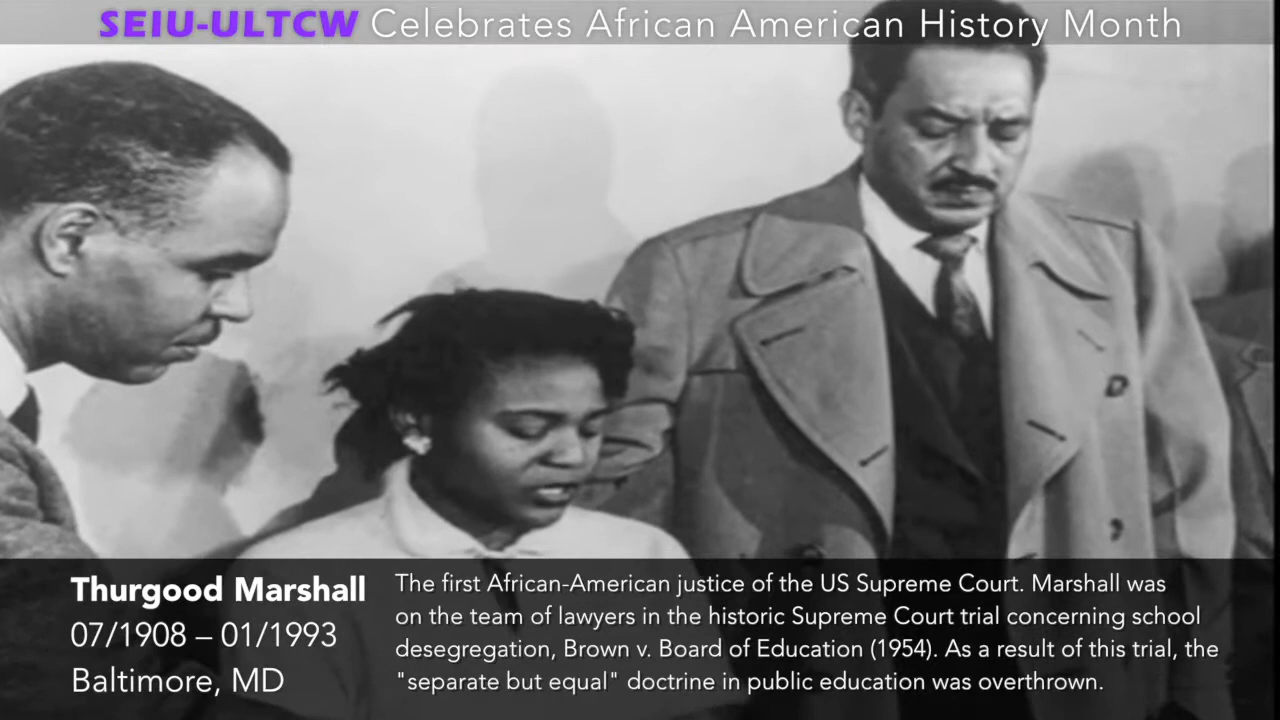 SEIU-ULTCW Celebrates African American History Month
Thurgood Marshall
07/1908 – 01/1993
Baltimore, MD
The first African-American justice of the US Supreme Court. Marshall was
on the team of lawyers in the historic Supreme Court trial concerning school
desegregation, Brown v. Board of Education (1954). As a result of this trial, the
"separate but equal" doctrine in public education was overthrown.